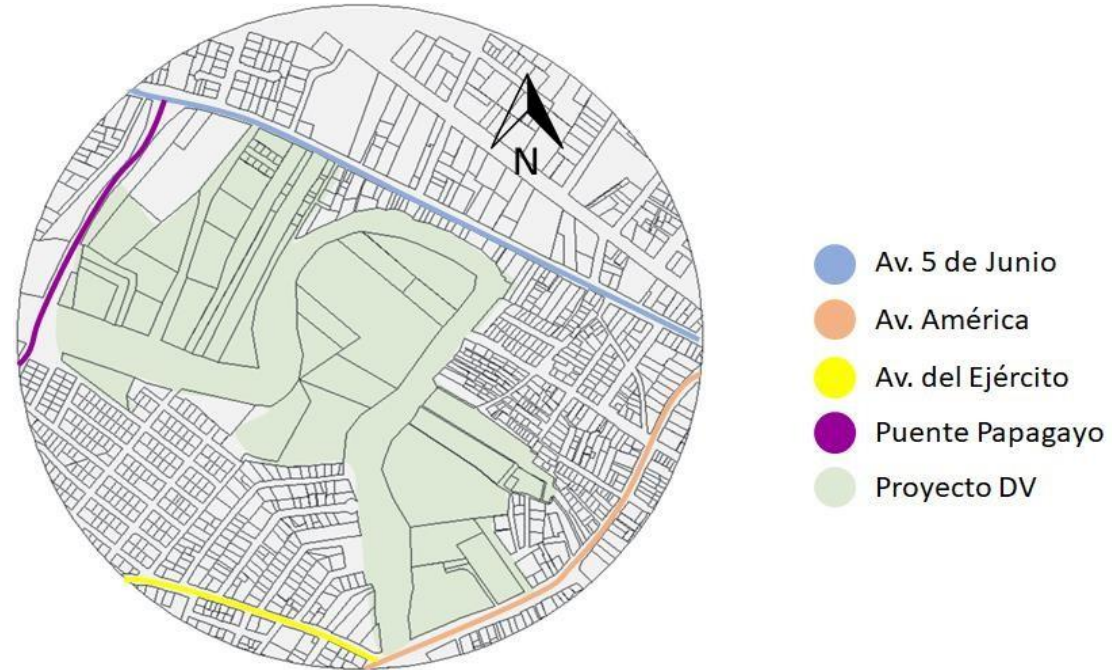 N
Av. 5 de Junio
Av. América
Av. del Ejército
Puente Papagayo
Proyecto DV